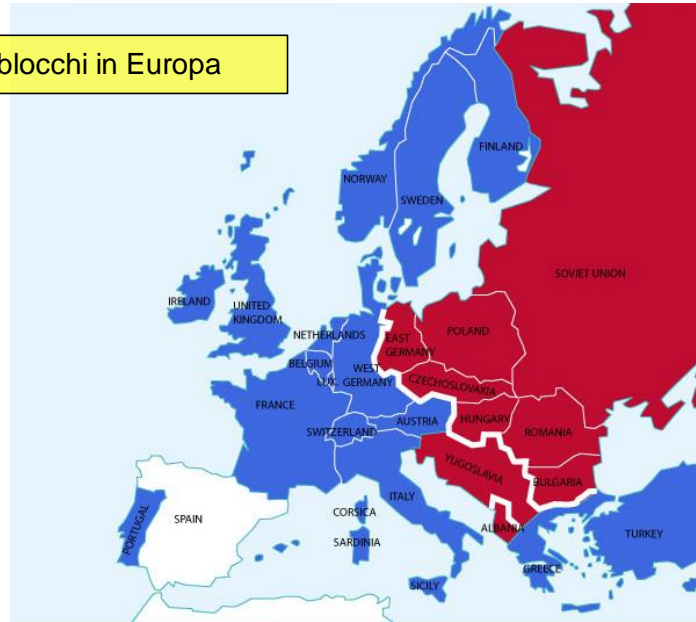 blocchi in Europa
FINLAND
NORWAY
SWEDEN
SOVIET UNION
IRELAND
UNITED
KINGDOM
NETHERLANDS
EAST
GERMANY
POLAND
BELGIUM
WEST
GERMANY
LUX.
CZECHOSLOVAKIA
FRANCE
AUSTRIA
HUNGARY
SWITZERLAND
ROMANIA
YUGOSLAVIA
BULGARIA
ITALY
CORSICA
PORTUGAL
SPAIN
ALBANIA
TURKEY
SARDINIA
GREECE
SICILY